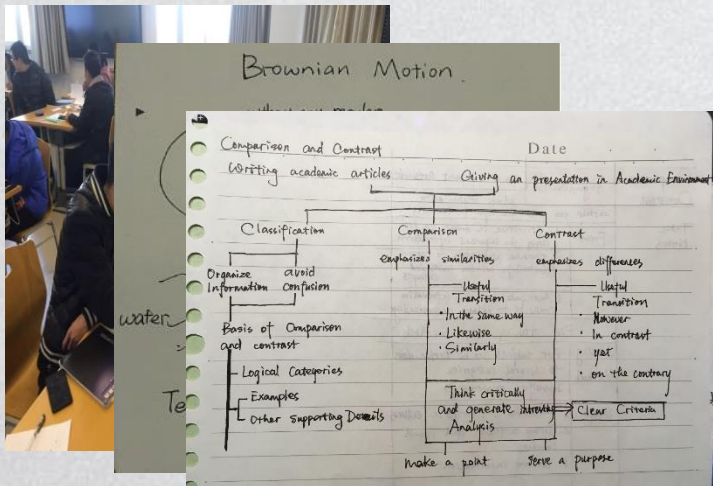 Brownian Motion.
water
Te
Comparison and Contrast
Date
Writing academic articles
Giving an presentation in Academic Environment
Classification
Comparison
Contrast
emphasizes similarities
emphasizes differences
Organize
Information
avoid
confusion
Useful
Transition
· In the same way
· Likewise
· Similarly
Useful
Transition
· However
· In contrast
· yet
· on the contrary
Basis of Comparison
and contrast
Logical Categories
Examples
Other Supporting Details
Think critically
and generate
Analysis
Clear Criteria
make a point
serve a purpose